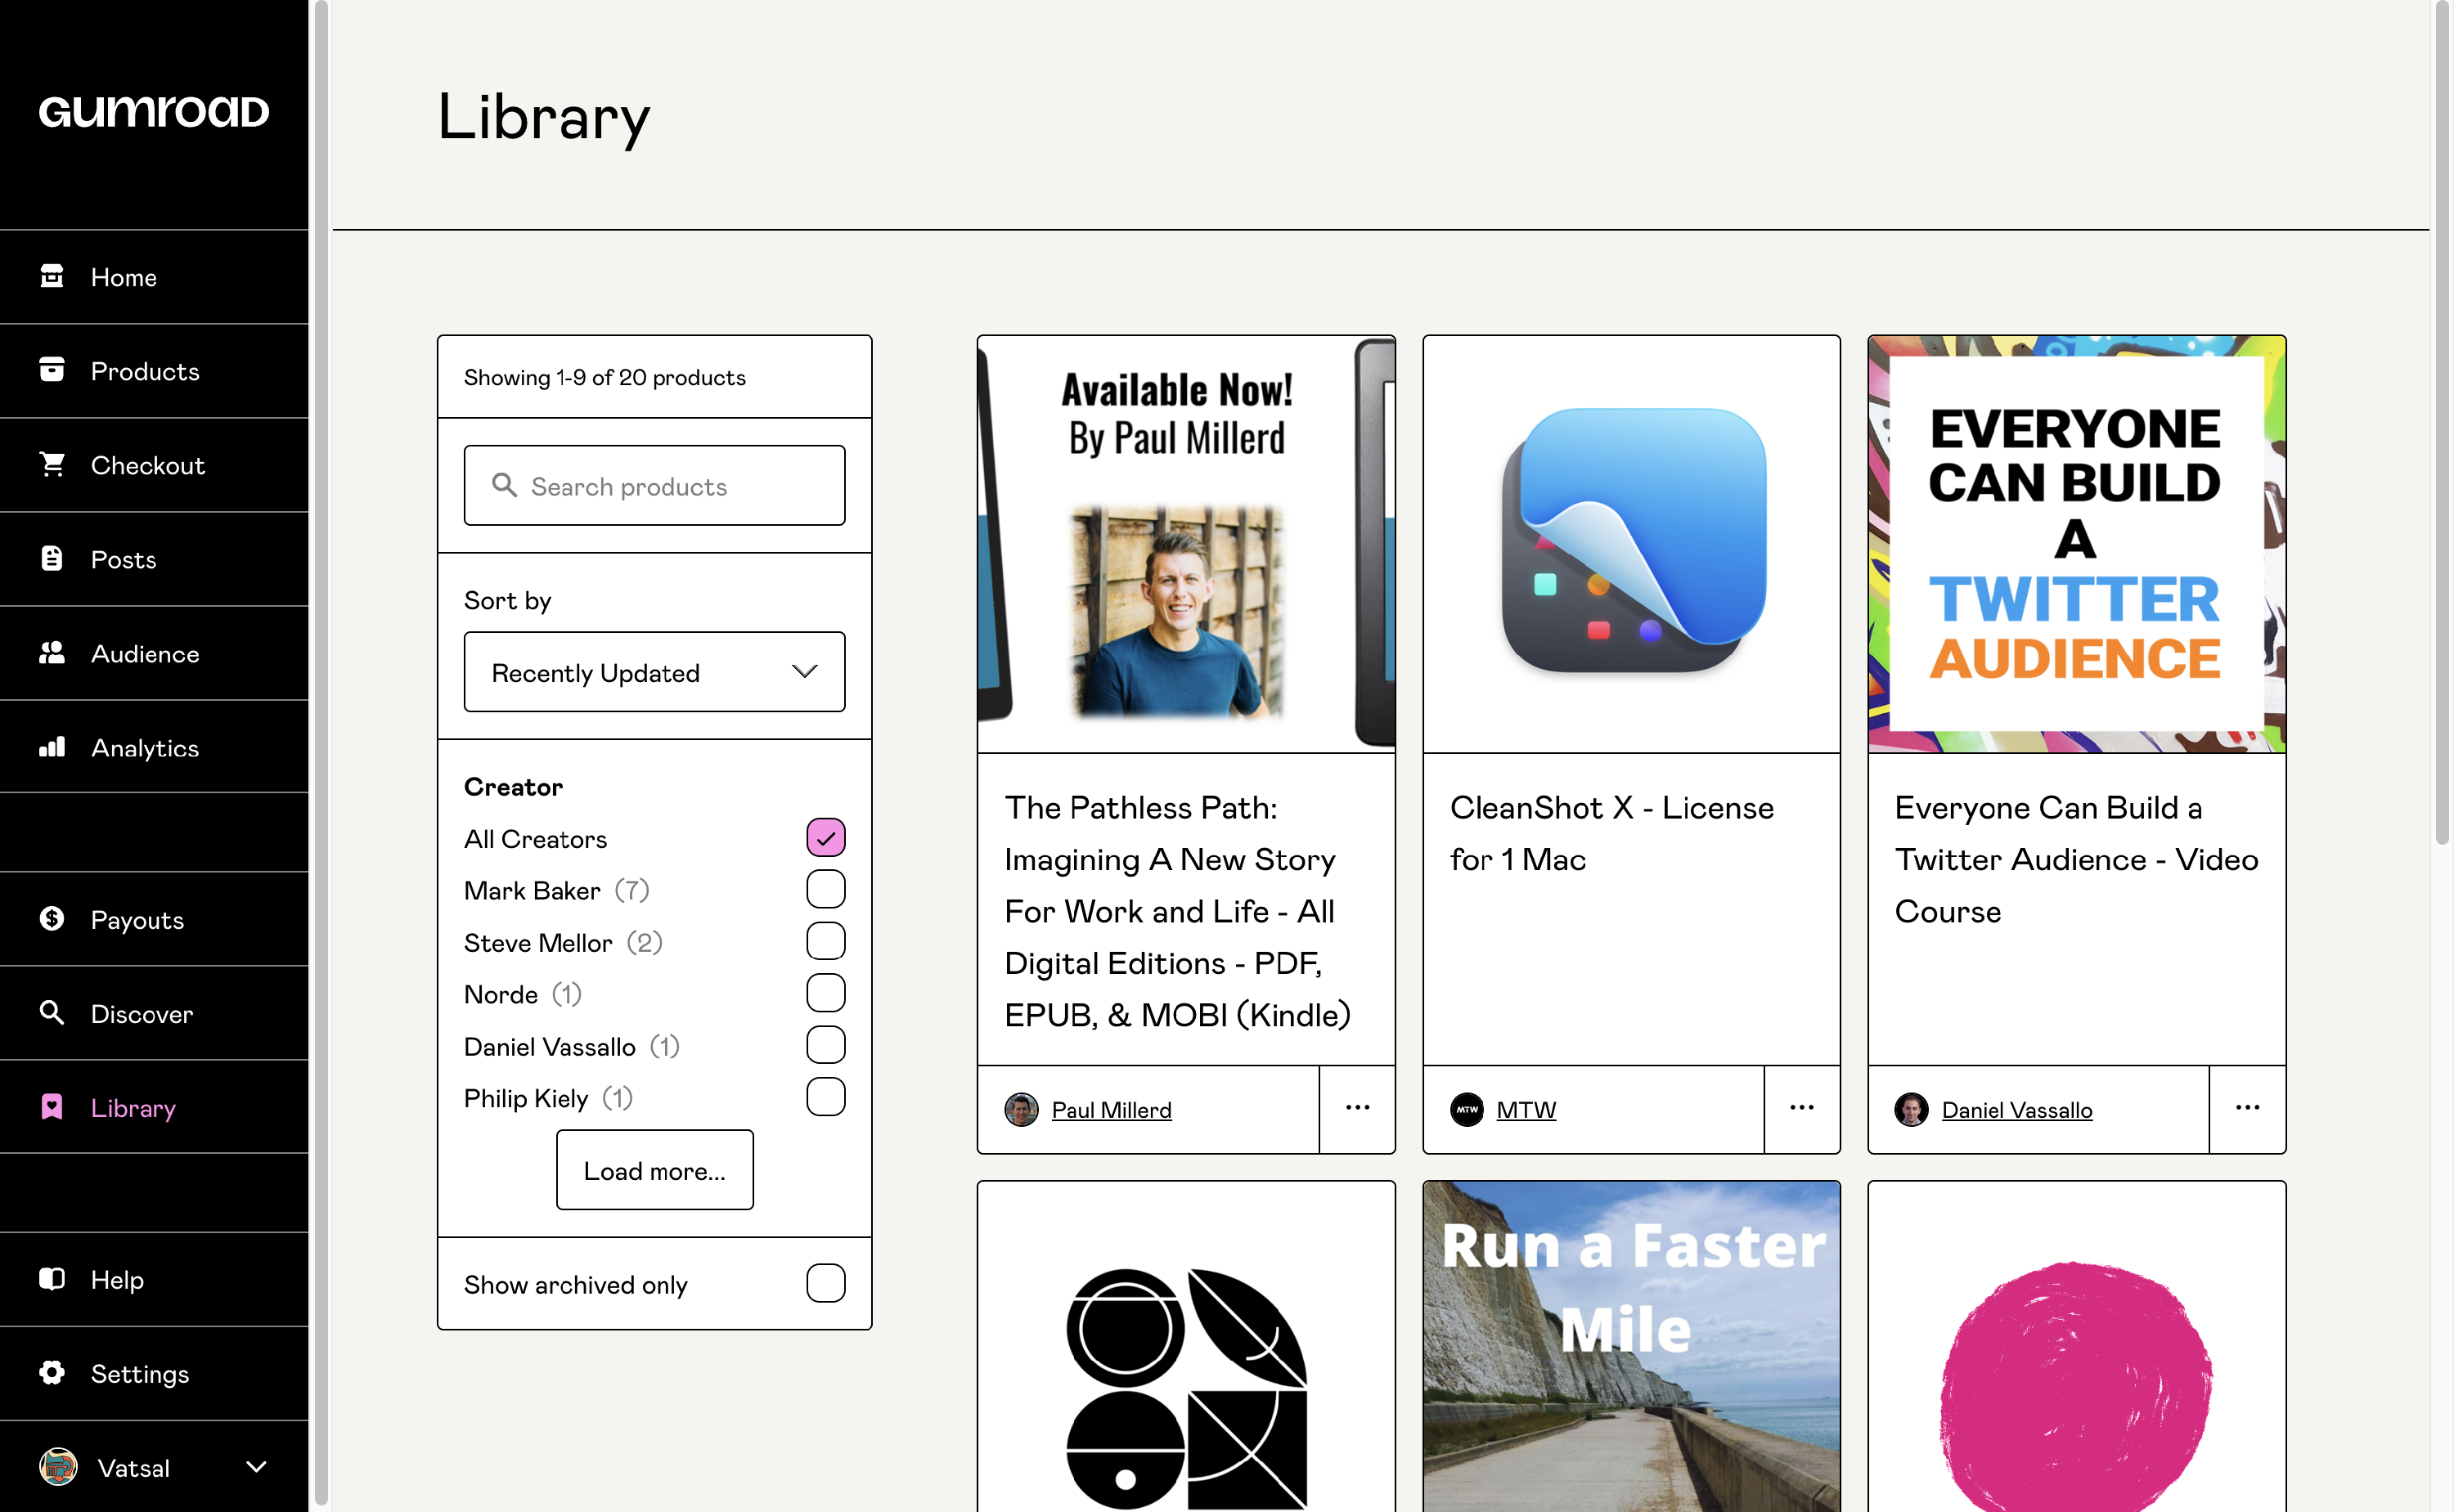 GUMROAD
Home
Products
Checkout
Posts
Audience
Analytics
Payouts
Discover
Library
Help
Settings
Vatsal
Library
Showing 1-9 of 20 products
Search products
Sort by
Recently Updated
Creator
All Creators
Mark Baker (7)
Steve Mellor (2)
Norde (1)
Daniel Vassallo (1)
Philip Kiely (1)
Load more...
Show archived only
Available Now!
By Paul Millerd
The Pathless Path:
Imagining A New Story
For Work and Life - All
Digital Editions - PDF,
EPUB, & MOBI (Kindle)
Paul Millerd
CleanShot X - License
for 1 Mac
MTW
MTW
EVERYONE
CAN BUILD
A
TWITTER
AUDIENCE
Everyone Can Build a
Twitter Audience - Video
Course
Daniel Vassallo
Run a Faster
Mile